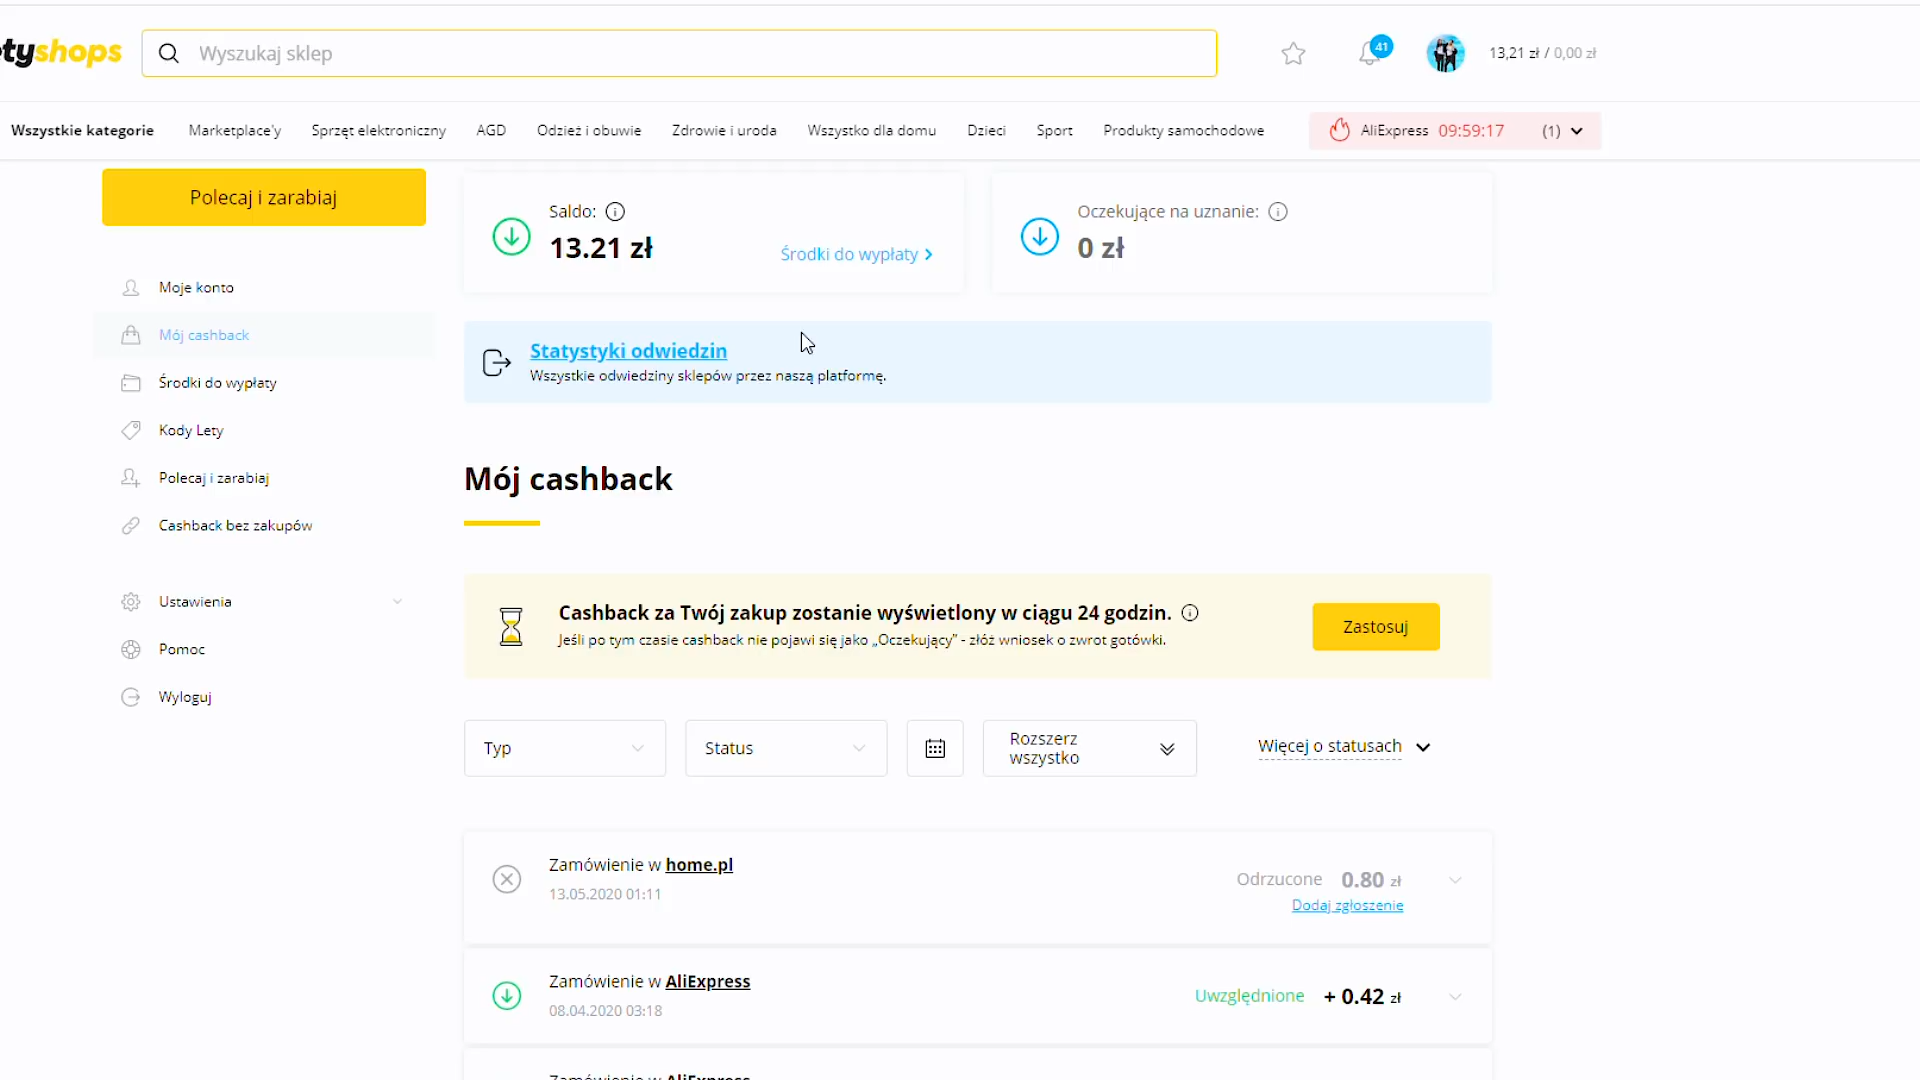 tyshops
Wyszukaj sklep
41
13,21 zł / 0,00 zł
Wszystkie kategorie
Marketplace'y
Sprzęt elektroniczny
AGD
Odzież i obuwie
Zdrowie i uroda
Wszystko dla domu
Dzieci
Sport
Produkty samochodowe
AliExpress 09:59:17 (1)
Polecaj i zarabiaj
Moje konto
Mój cashback
Środki do wypłaty
Kody Lety
Polecaj i zarabiaj
Cashback bez zakupów
Ustawienia
Pomoc
Wyloguj
Saldo:
13.21 zł
Środki do wypłaty
Oczekujące na uznanie:
0 zł
Statystyki odwiedzin
Wszystkie odwiedziny sklepów przez naszą platformę.
Mój cashback
Cashback za Twój zakup zostanie wyświetlony w ciągu 24 godzin.
Jeśli po tym czasie cashback nie pojawi się jako „Oczekujący” - złóż wniosek o zwrot gotówki.
Zastosuj
Typ
Status
Rozszerz
wszystko
Więcej o statusach
Zamówienie w home.pl
13.05.2020 01:11
Odrzucone 0.80 zł
Dodaj zgłoszenie
Zamówienie w AliExpress
08.04.2020 03:18
Uwzględnione + 0.42 zł
Zamówienie w AliExpress